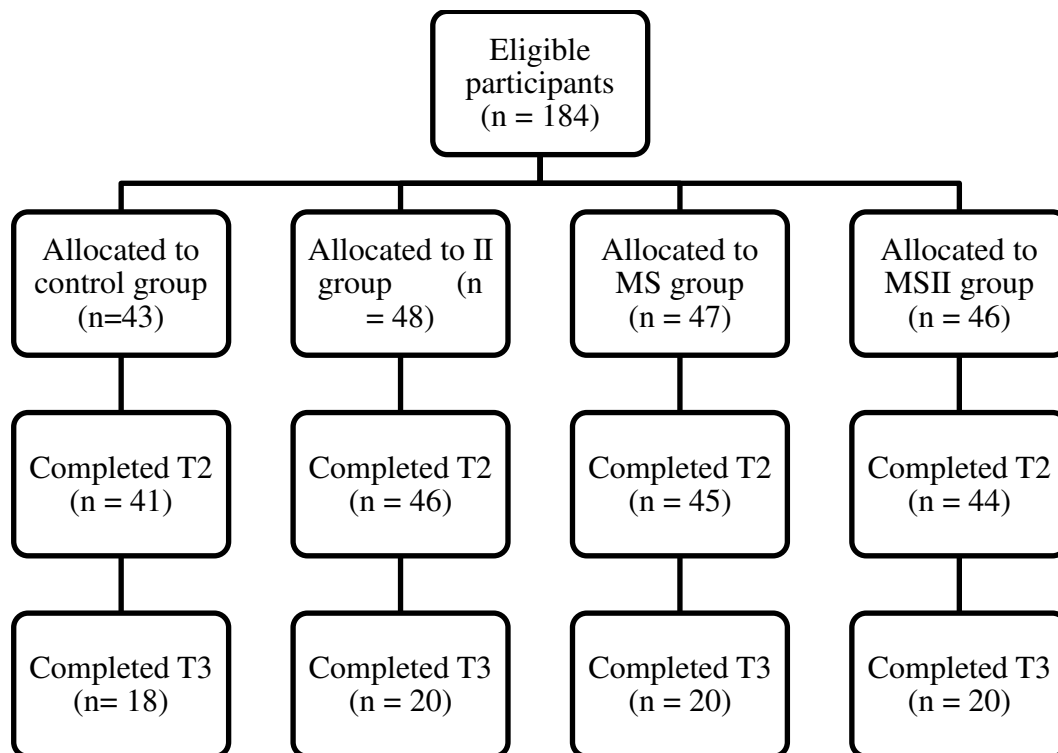 Eligible
participants
(n = 184)
Allocated to
control group
(n=43)
Allocated to II
group (n
= 48)
Allocated to
MS group
(n = 47)
Allocated to
MSII group
(n = 46)
Completed T2
(n = 41)
Completed T2
(n = 46)
Completed T2
(n = 45)
Completed T2
(n = 44)
Completed T3
(n= 18)
Completed T3
(n = 20)
Completed T3
(n = 20)
Completed T3
(n = 20)